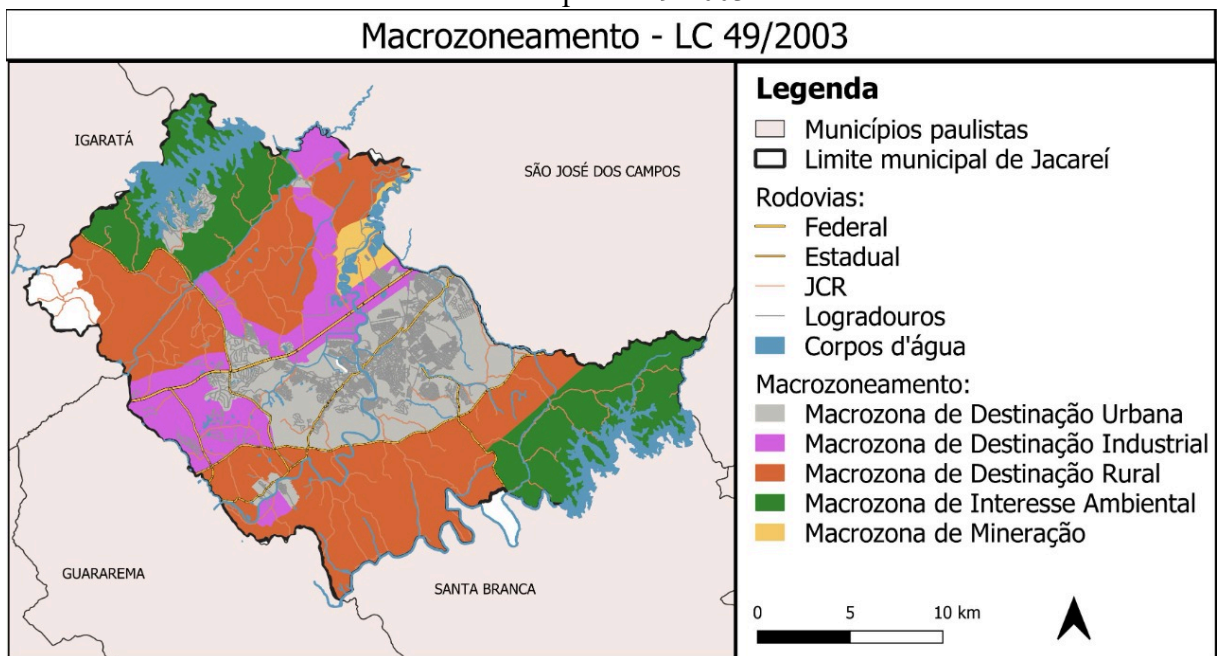 Macrozoneamento - LC 49/2003
IGARATÁ
SÃO JOSÉ DOS CAMPOS
GUARAREMA
SANTA BRANCA
Legenda
Municípios paulistas
Limite municipal de Jacareí
Rodovias:
Federal
Estadual
JCR
Logradouros
Corpos d'água
Macrozoneamento:
Macrozona de Destinação Urbana
Macrozona de Destinação Industrial
Macrozona de Destinação Rural
Macrozona de Interesse Ambiental
Macrozona de Mineração
0 5 10 km